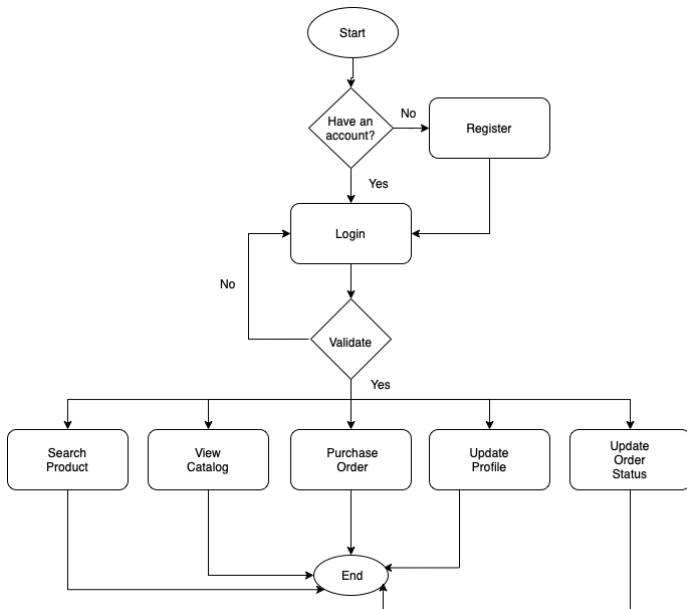 Start
Have an
account?
No
Register
Yes
Login
No
Validate
Yes
Search
Product
View
Catalog
Purchase
Order
Update
Profile
Update
Order
Status
End